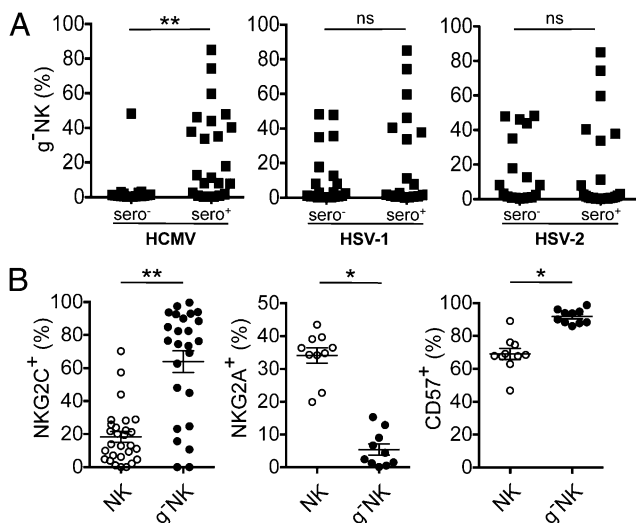 A
g⁻NK (%)
100
80
60
40
20
0
**
sero⁻ sero⁺
HCMV
100
80
60
40
20
0
ns
sero⁻ sero⁺
HSV-1
100
80
60
40
20
0
ns
sero⁻ sero⁺
HSV-2
B
NKG2C⁺ (%)
100
80
60
40
20
0
**
NK g⁻NK
NKG2A⁺ (%)
50
40
30
20
10
0
*
NK g⁻NK
CD57⁺ (%)
100
80
60
40
20
0
*
NK g⁻NK